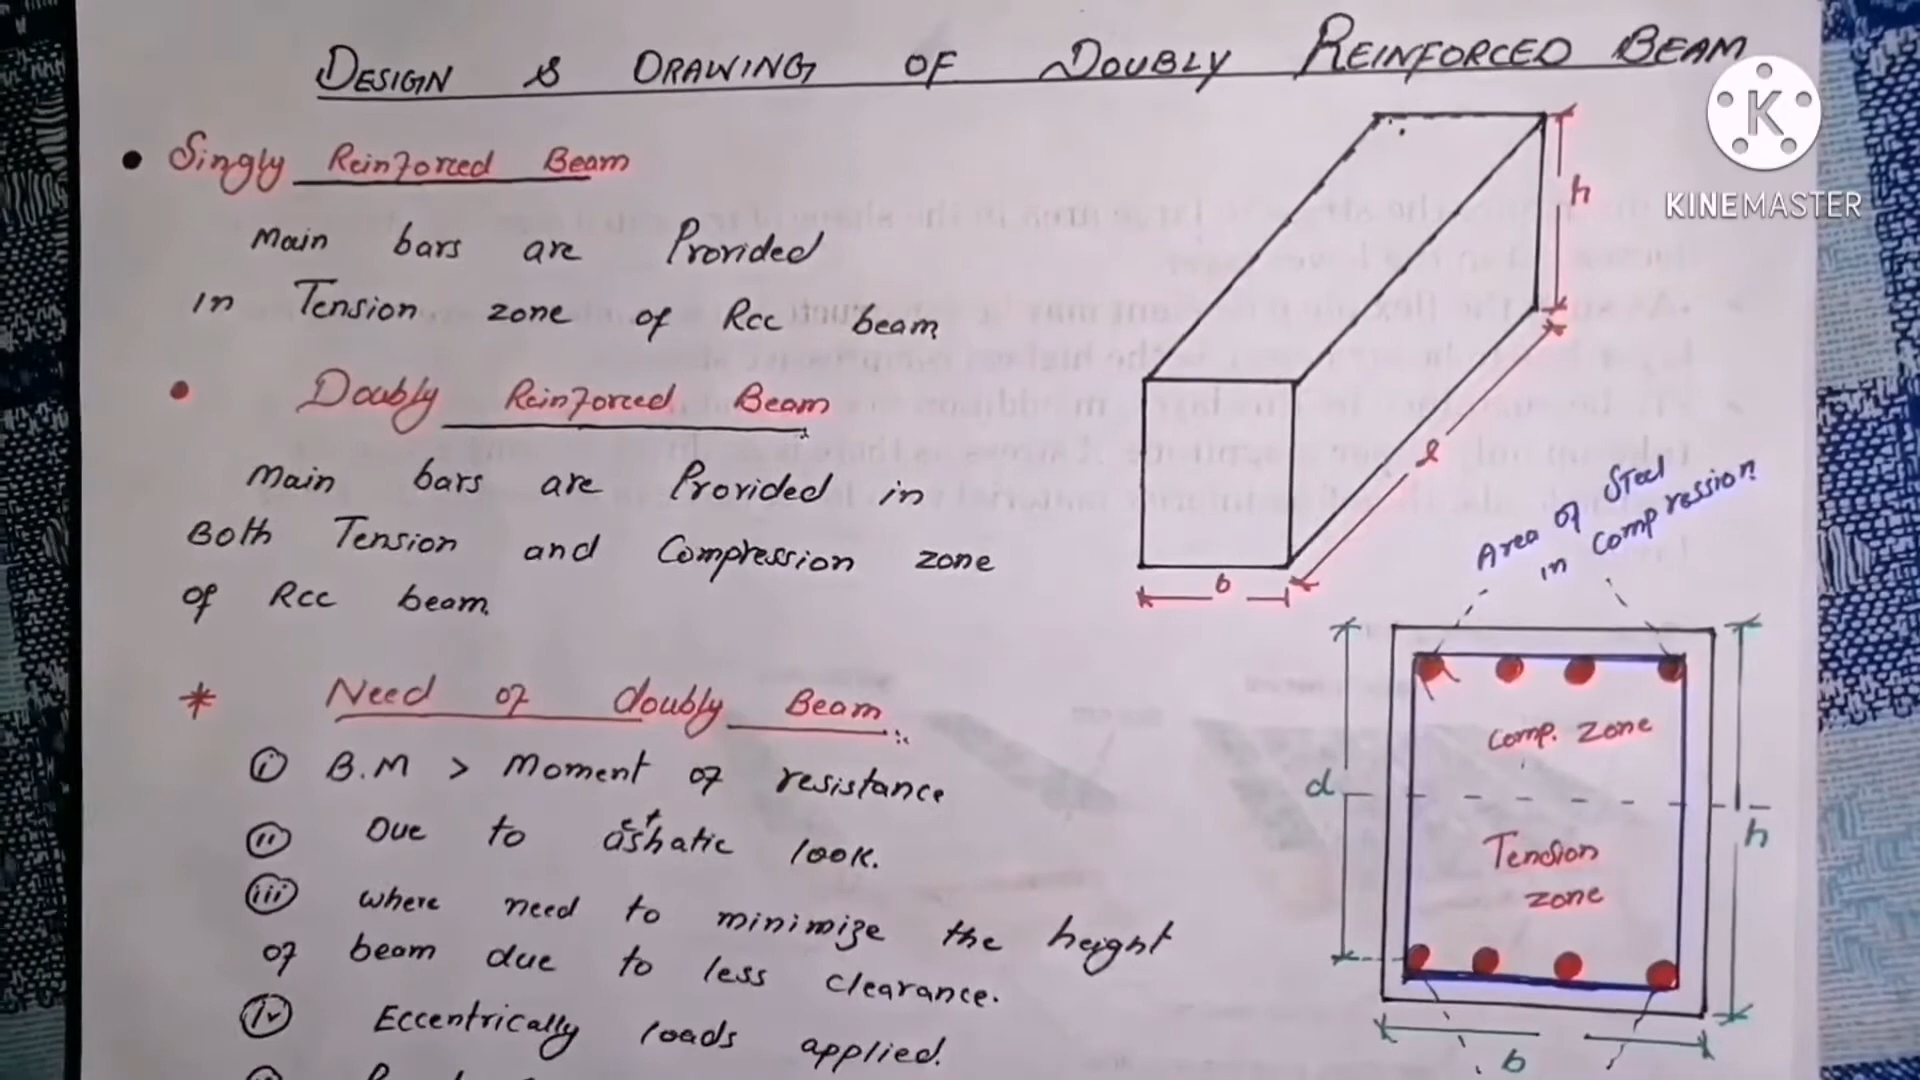 DESIGN & DRAWING OF DOUBLY REINFORCED BEAM
• Singly Reinforced Beam
Main bars are Provided
in Tension zone of Rcc beam
• Doubly Reinforced Beam
Main bars are Provided in
Both Tension and Compression zone
of Rcc beam
* Need of doubly Beam :
(i) B.M > Moment of resistance
(ii) Due to ashatic look.
et
(iii) where need to minimize the height
of beam due to less clearance.
(iv) Eccentrically loads applied.
K
KINEMASTER
h
l
b
Area of Steel
in Compression
Comp. zone
d
h
Tension
zone
b